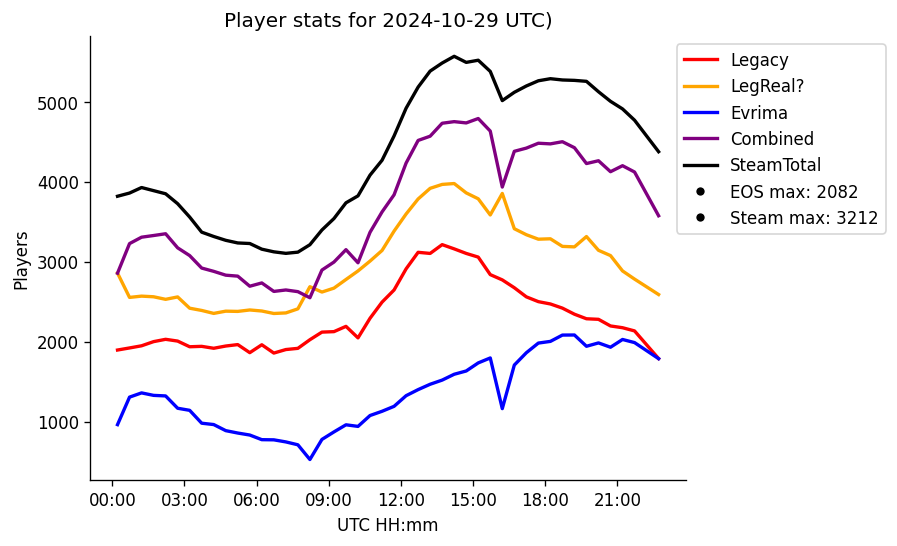 Player stats for 2024-10-29 UTC)
Legacy
LegReal?
Evrima
Combined
SteamTotal
EOS max: 2082
Steam max: 3212
Players
5000
4000
3000
2000
1000
00:00 03:00 06:00 09:00 12:00 15:00 18:00 21:00
UTC HH:mm